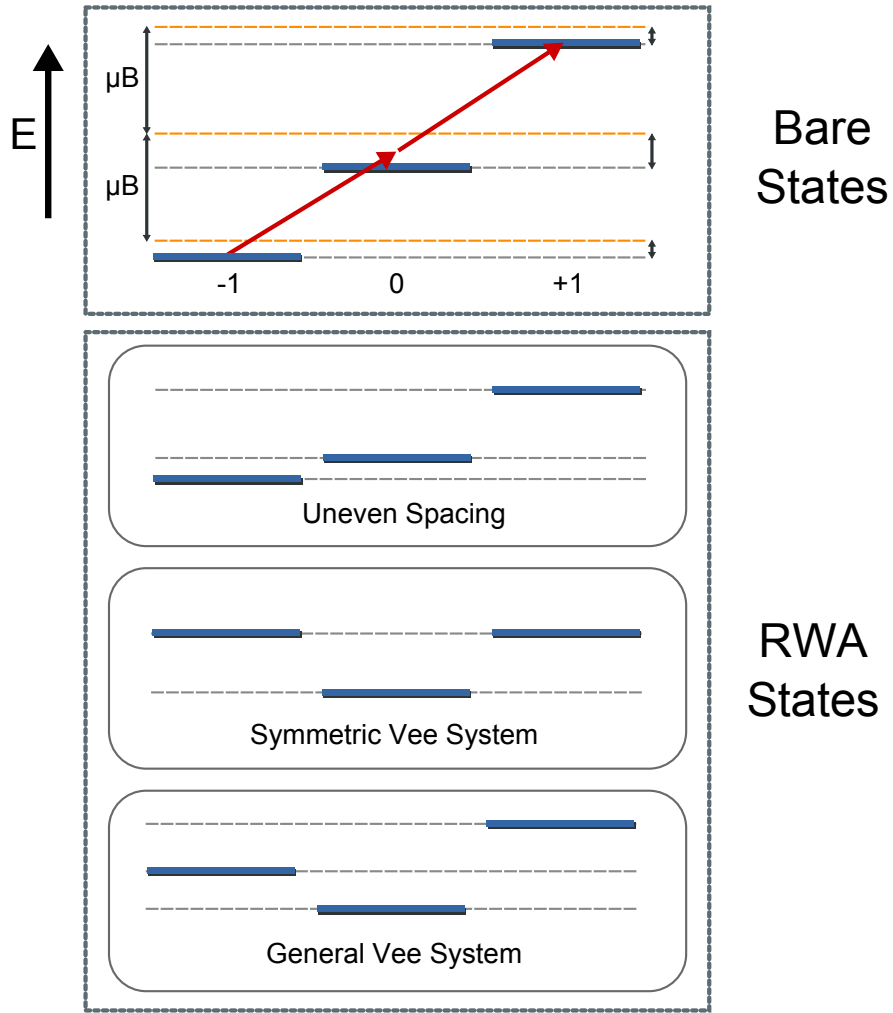 E
µB
µB
-1 0 +1
Bare
States
Uneven Spacing
Symmetric Vee System
General Vee System
RWA
States